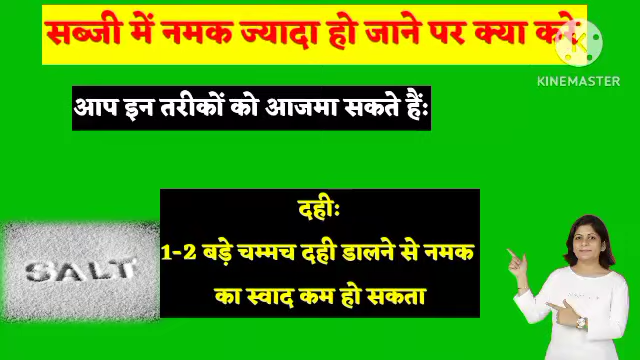 सब्जी में नमक ज्यादा हो जाने पर क्या करें
K
KINEMASTER
आप इन तरीकों को आजमा सकते हैं:
दही:
1-2 बड़े चम्मच दही डालने से नमक
का स्वाद कम हो सकता
SALT